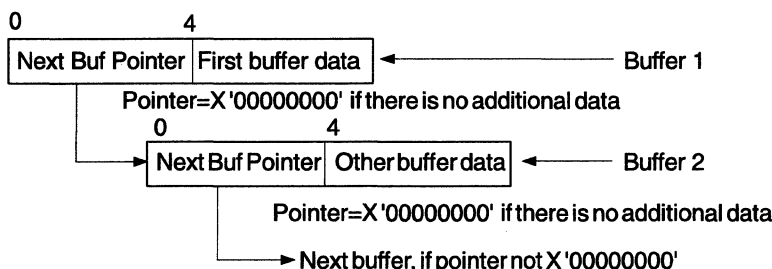 0 4
Next Buf Pointer First buffer data Buffer 1
Pointer=X'00000000' if there is no additional data
0 4
Next Buf Pointer Other buffer data Buffer 2
Pointer=X'00000000' if there is no additional data
Next buffer, if pointer not X'00000000'